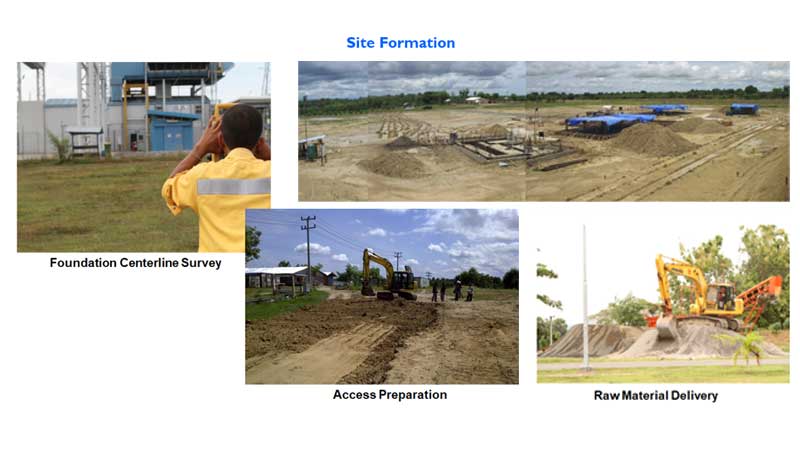 Site Formation
Foundation Centerline Survey
Access Preparation
Raw Material Delivery